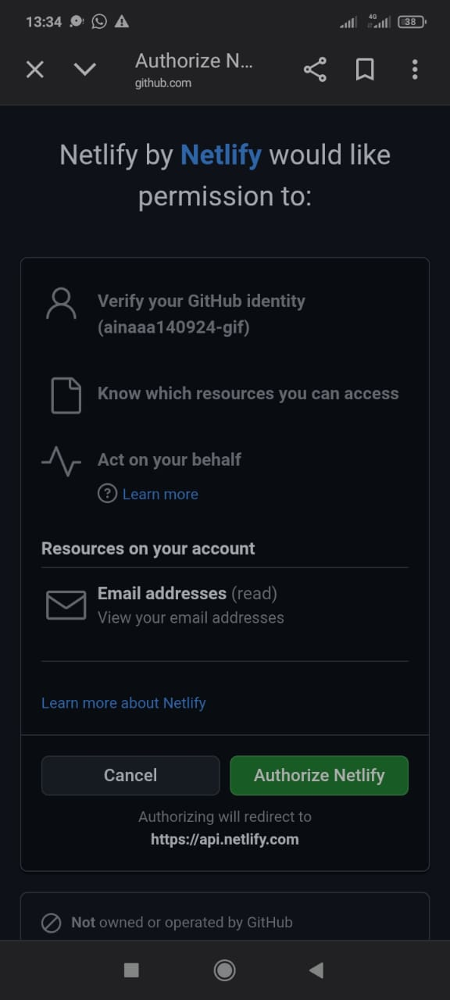 13:34
4G
38
Authorize N...
github.com
Netlify by Netlify would like
permission to:
Verify your GitHub identity
(ainaaa140924-gif)
Know which resources you can access
Act on your behalf
? Learn more
Resources on your account
Email addresses (read)
View your email addresses
Learn more about Netlify
Cancel
Authorize Netlify
Authorizing will redirect to
https://api.netlify.com
Not owned or operated by GitHub